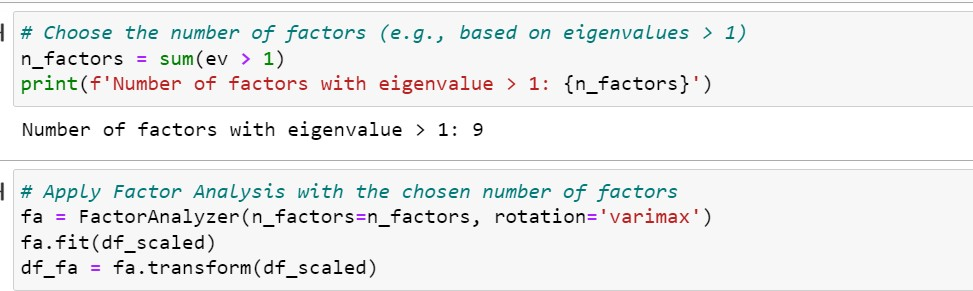 # Choose the number of factors (e.g., based on eigenvalues > 1)
n_factors = sum(ev > 1)
print(f'Number of factors with eigenvalue > 1: {n_factors}')
Number of factors with eigenvalue > 1: 9
# Apply Factor Analysis with the chosen number of factors
fa = FactorAnalyzer(n_factors=n_factors, rotation='varimax')
fa.fit(df_scaled)
df_fa = fa.transform(df_scaled)